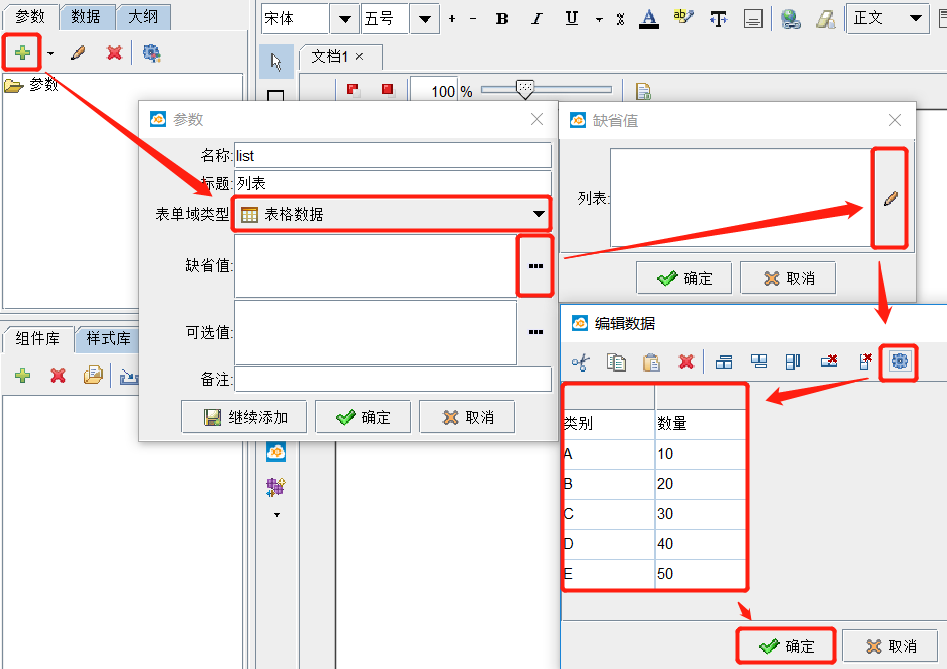 参数 数据 大纲
宋体 五号 + - B I U 正文
参数
文档1 ×
100 %
参数
名称: list
标题: 列表
表单域类型 表格数据
缺省值: ...
可选值: ...
备注:
继续添加 确定 取消
缺省值
列表:
确定 取消
组件库 样式库
编辑数据
类别 数量
A 10
B 20
C 30
D 40
E 50
确定 取消